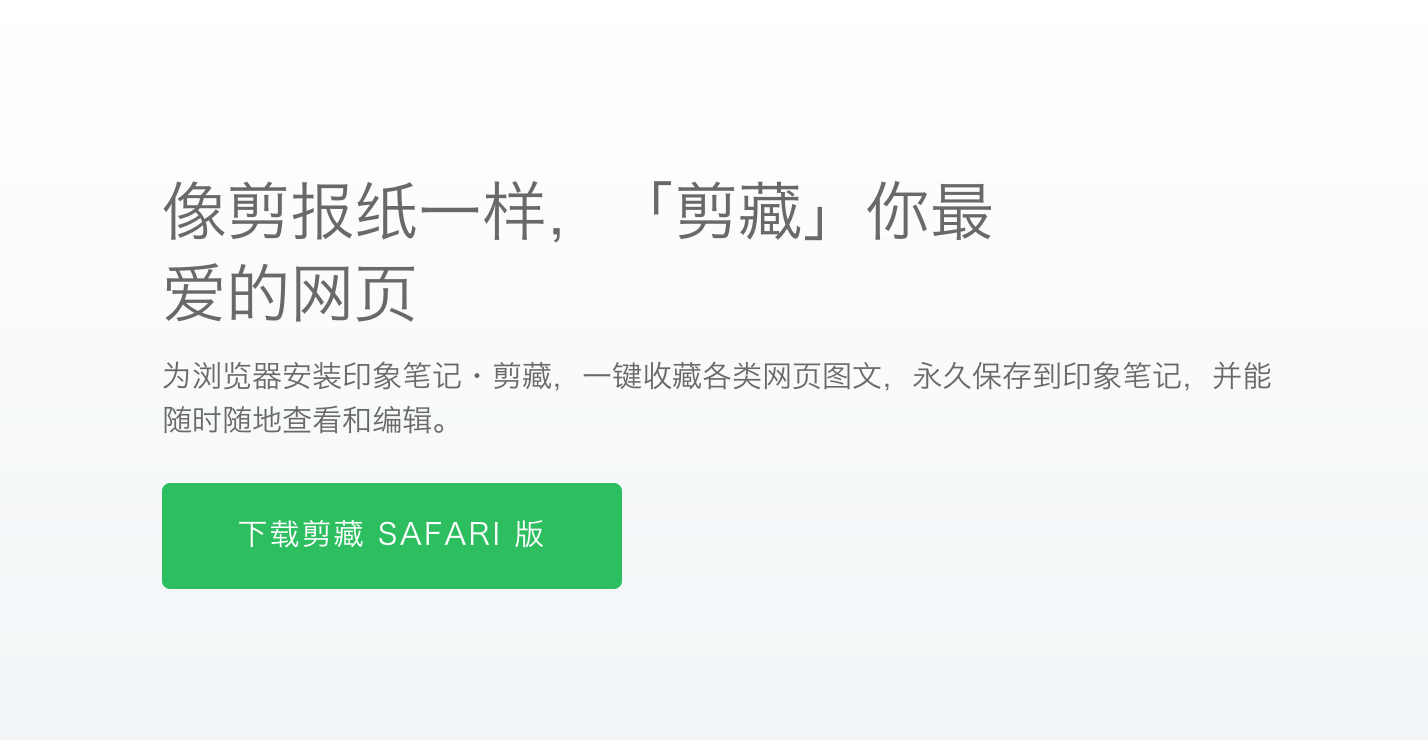 像剪报纸一样，「剪藏」你最
爱的网页
为浏览器安装印象笔记・剪藏，一键收藏各类网页图文，永久保存到印象笔记，并能
随时随地查看和编辑。
下载剪藏 SAFARI 版